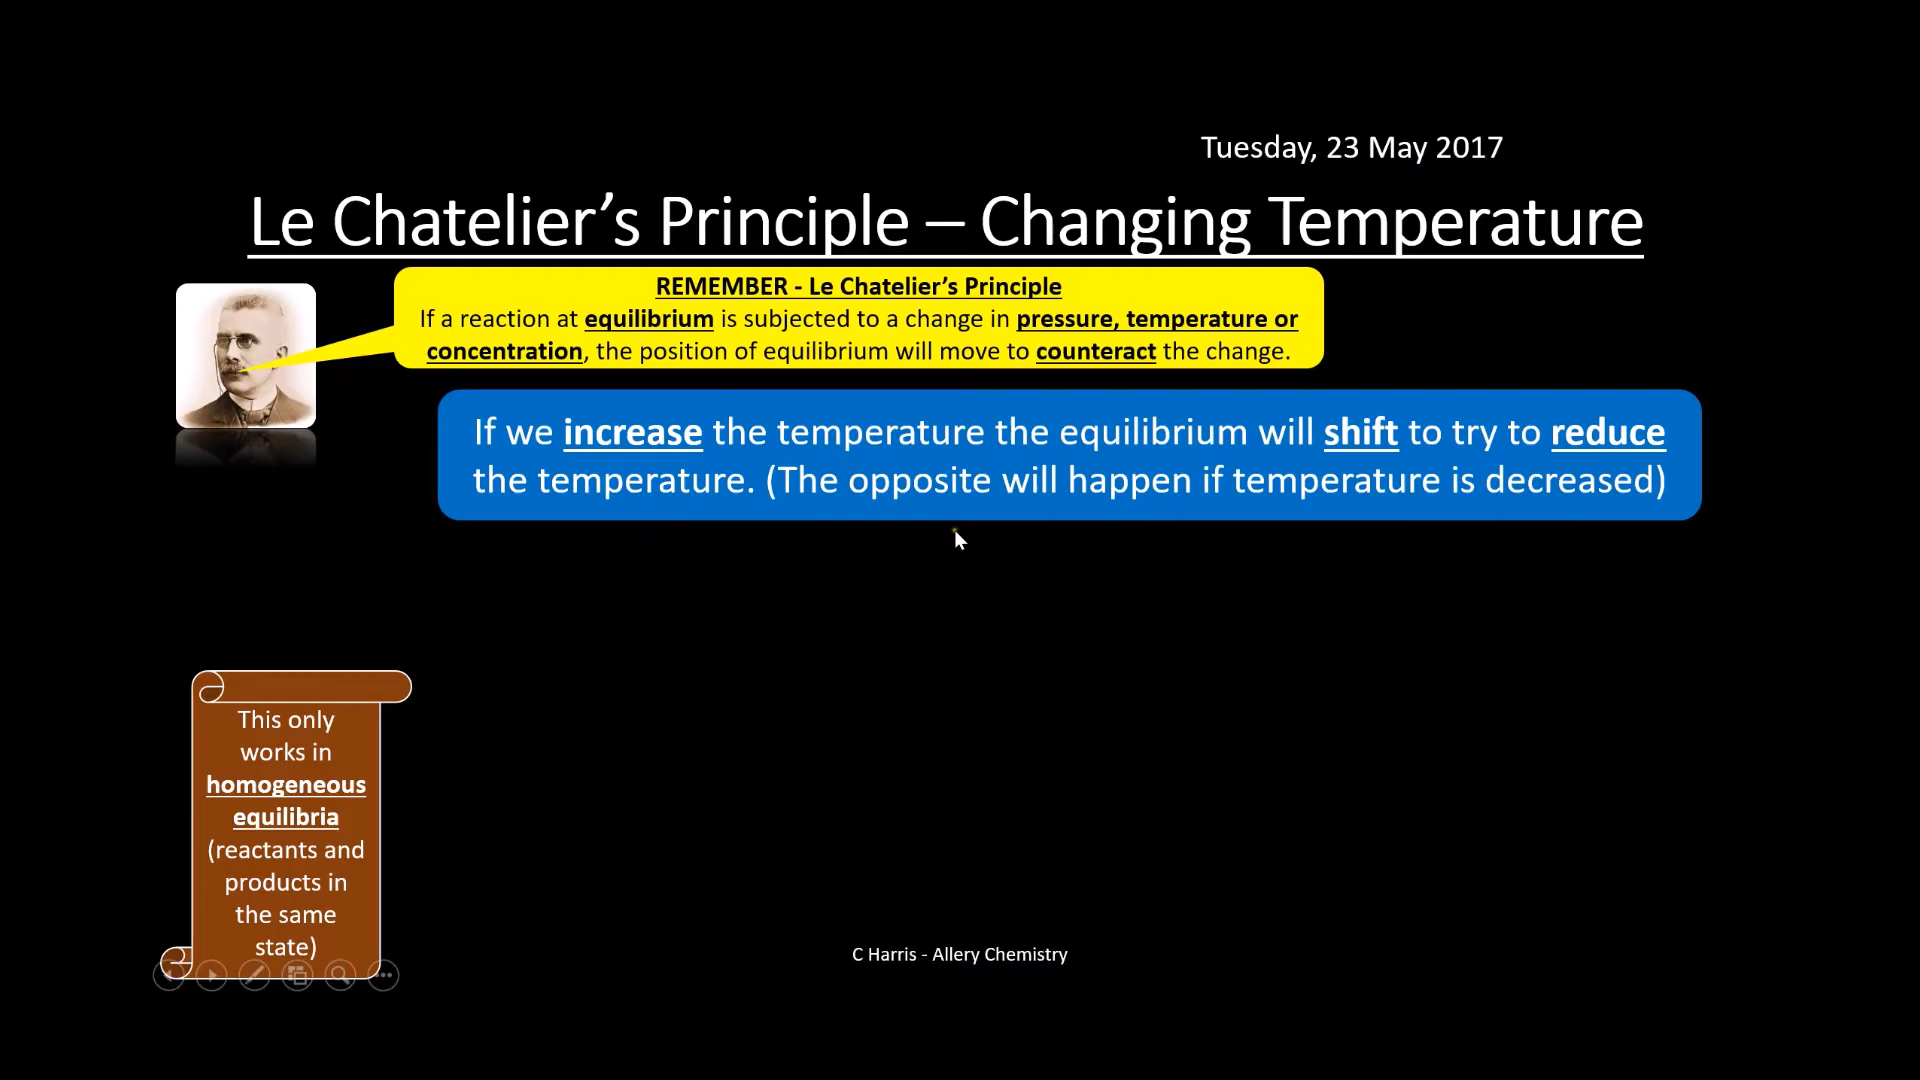 Tuesday, 23 May 2017
Le Chatelier’s Principle – Changing Temperature
REMEMBER - Le Chatelier’s Principle
If a reaction at equilibrium is subjected to a change in pressure, temperature or
concentration, the position of equilibrium will move to counteract the change.
If we increase the temperature the equilibrium will shift to try to reduce
the temperature. (The opposite will happen if temperature is decreased)
This only
works in
homogeneous
equilibria
(reactants and
products in
the same
state)
C Harris - Allery Chemistry